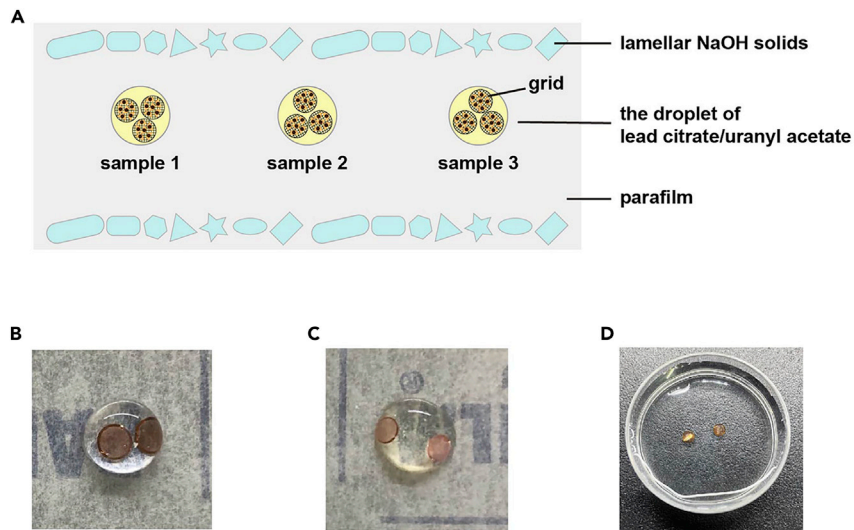 A
lamellar NaOH solids
grid
the droplet of
lead citrate/uranyl acetate
sample 1
sample 2
sample 3
parafilm
B
C
D